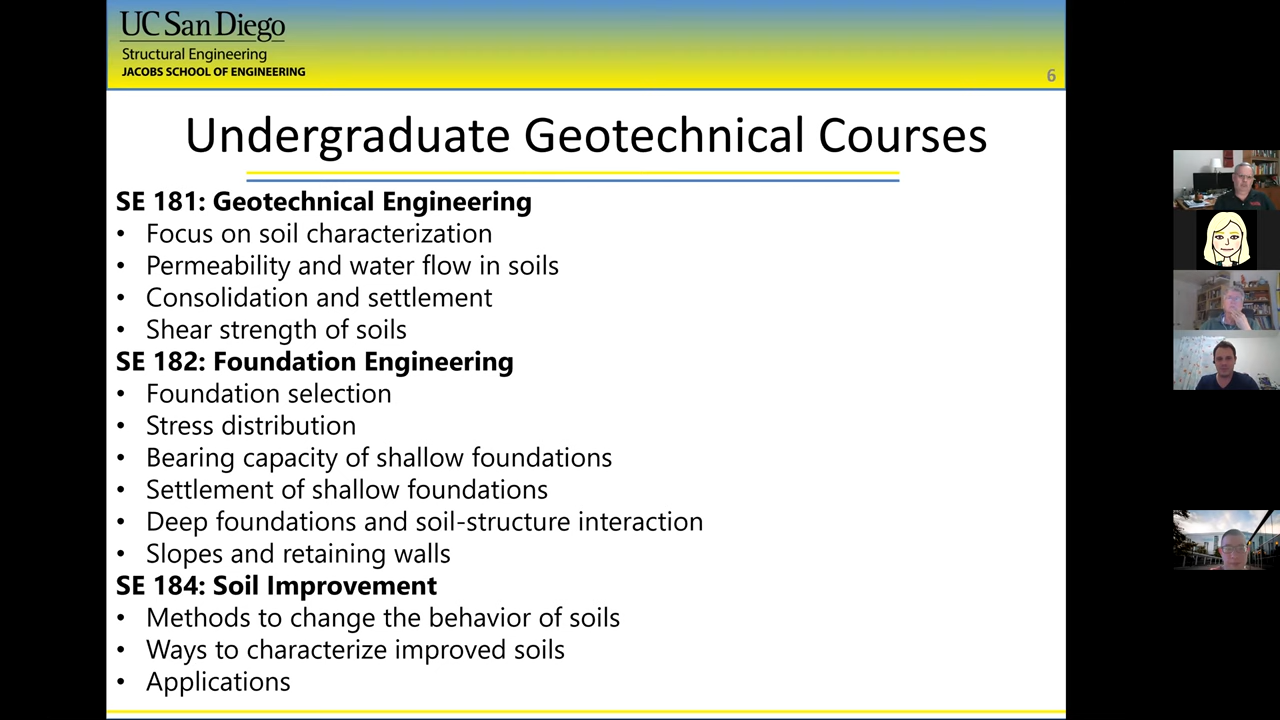 UC San Diego
Structural Engineering
JACOBS SCHOOL OF ENGINEERING
6
Undergraduate Geotechnical Courses
SE 181: Geotechnical Engineering
• Focus on soil characterization
• Permeability and water flow in soils
• Consolidation and settlement
• Shear strength of soils
SE 182: Foundation Engineering
• Foundation selection
• Stress distribution
• Bearing capacity of shallow foundations
• Settlement of shallow foundations
• Deep foundations and soil-structure interaction
• Slopes and retaining walls
SE 184: Soil Improvement
• Methods to change the behavior of soils
• Ways to characterize improved soils
• Applications